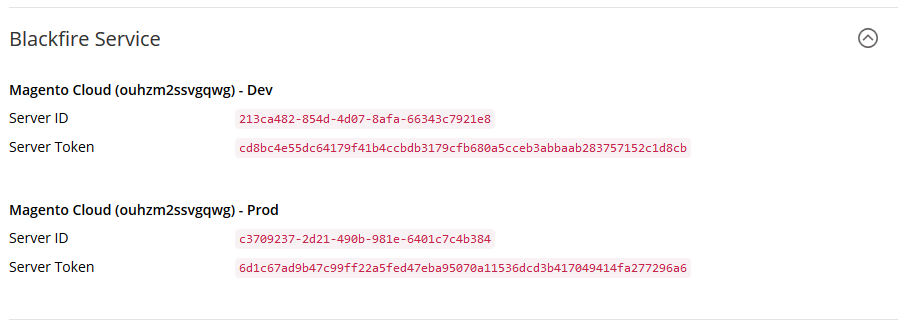 Blackfire Service
Magento Cloud (ouhzm2ssvgqwg) - Dev
Server ID 213ca482-854d-4d07-8afa-66343c7921e8
Server Token cd8bc4e55dc64179f41b4ccbdb3179cfb680a5cceb3abbaab283757152c1d8cb
Magento Cloud (ouhzm2ssvgqwg) - Prod
Server ID c3709237-2d21-490b-981e-6401c7c4b384
Server Token 6d1c67ad9b47c99ff22a5fed47eba95070a11536dcd3b417049414fa277296a6